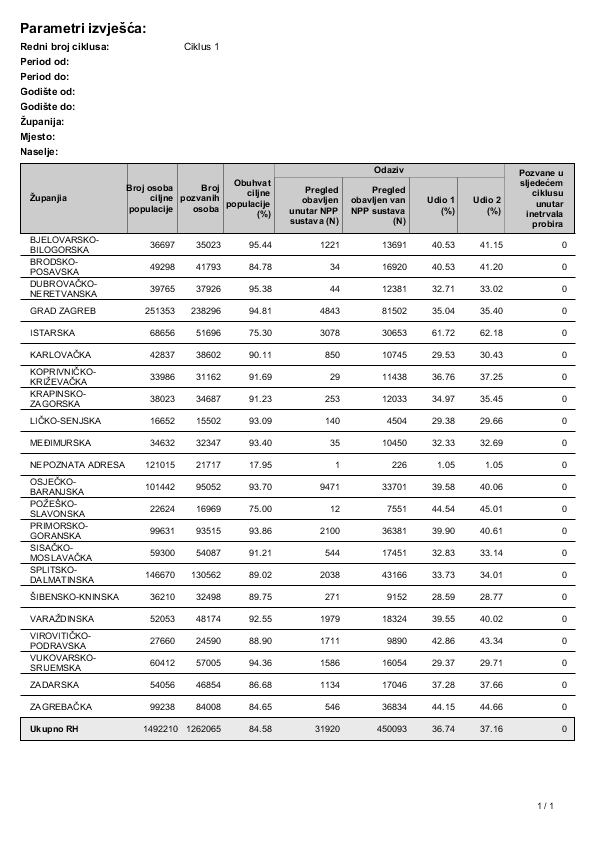 Parametri izvješća:
Redni broj ciklusa: Ciklus 1
Period od:
Period do:
Godište od:
Godište do:
Županija:
Mjesto:
Naselje:
Odaziv
Županjia
Broj osoba
ciljne
populacije
Broj
pozvanih
osoba
Obuhvat
ciljne
populacije
(%)
Pregled
obavljen
unutar NPP
sustava (N)
Pregled
obavljen van
NPP sustava
(N)
Udio 1
(%)
Udio 2
(%)
Pozvane u
sljedećem
ciklusu
unutar
inetrvala
probira
BJELOVARSKO-
BILOGORSKA 36697 35023 95.44 1221 13691 40.53 41.15 0
BRODSKO-
POSAVSKA 49298 41793 84.78 34 16920 40.53 41.20 0
DUBROVAČKO-
NERETVANSKA 39765 37926 95.38 44 12381 32.71 33.02 0
GRAD ZAGREB 251353 238296 94.81 4843 81502 35.04 35.40 0
ISTARSKA 68656 51696 75.30 3078 30653 61.72 62.18 0
KARLOVAČKA 42837 38602 90.11 850 10745 29.53 30.43 0
KOPRIVNIČKO-
KRIŽEVAČKA 33986 31162 91.69 29 11438 36.76 37.25 0
KRAPINSKO-
ZAGORSKA 38023 34687 91.23 253 12033 34.97 35.45 0
LIČKO-SENJSKA 16652 15502 93.09 140 4504 29.38 29.66 0
MEĐIMURSKA 34632 32347 93.40 35 10450 32.33 32.69 0
NEPOZNATA ADRESA 121015 21717 17.95 1 226 1.05 1.05 0
OSJEČKO-
BARANJSKA 101442 95052 93.70 9471 33701 39.58 40.06 0
POŽEŠKO-
SLAVONSKA 22624 16969 75.00 12 7551 44.54 45.01 0
PRIMORSKO-
GORANSKA 99631 93515 93.86 2100 36381 39.90 40.61 0
SISAČKO-
MOSLAVAČKA 59300 54087 91.21 544 17451 32.83 33.14 0
SPLITSKO-
DALMATINSKA 146670 130562 89.02 2038 43166 33.73 34.01 0
ŠIBENSKO-KNINSKA 36210 32498 89.75 271 9152 28.59 28.77 0
VARAŽDINSKA 52053 48174 92.55 1979 18324 39.55 40.02 0
VIROVITIČKO-
PODRAVSKA 27660 24590 88.90 1711 9890 42.86 43.34 0
VUKOVARSKO-
SRIJEMSKA 60412 57005 94.36 1586 16054 29.37 29.71 0
ZADARSKA 54056 46854 86.68 1134 17046 37.28 37.66 0
ZAGREBAČKA 99238 84008 84.65 546 36834 44.15 44.66 0
Ukupno RH 1492210 1262065 84.58 31920 450093 36.74 37.16 0
1 / 1